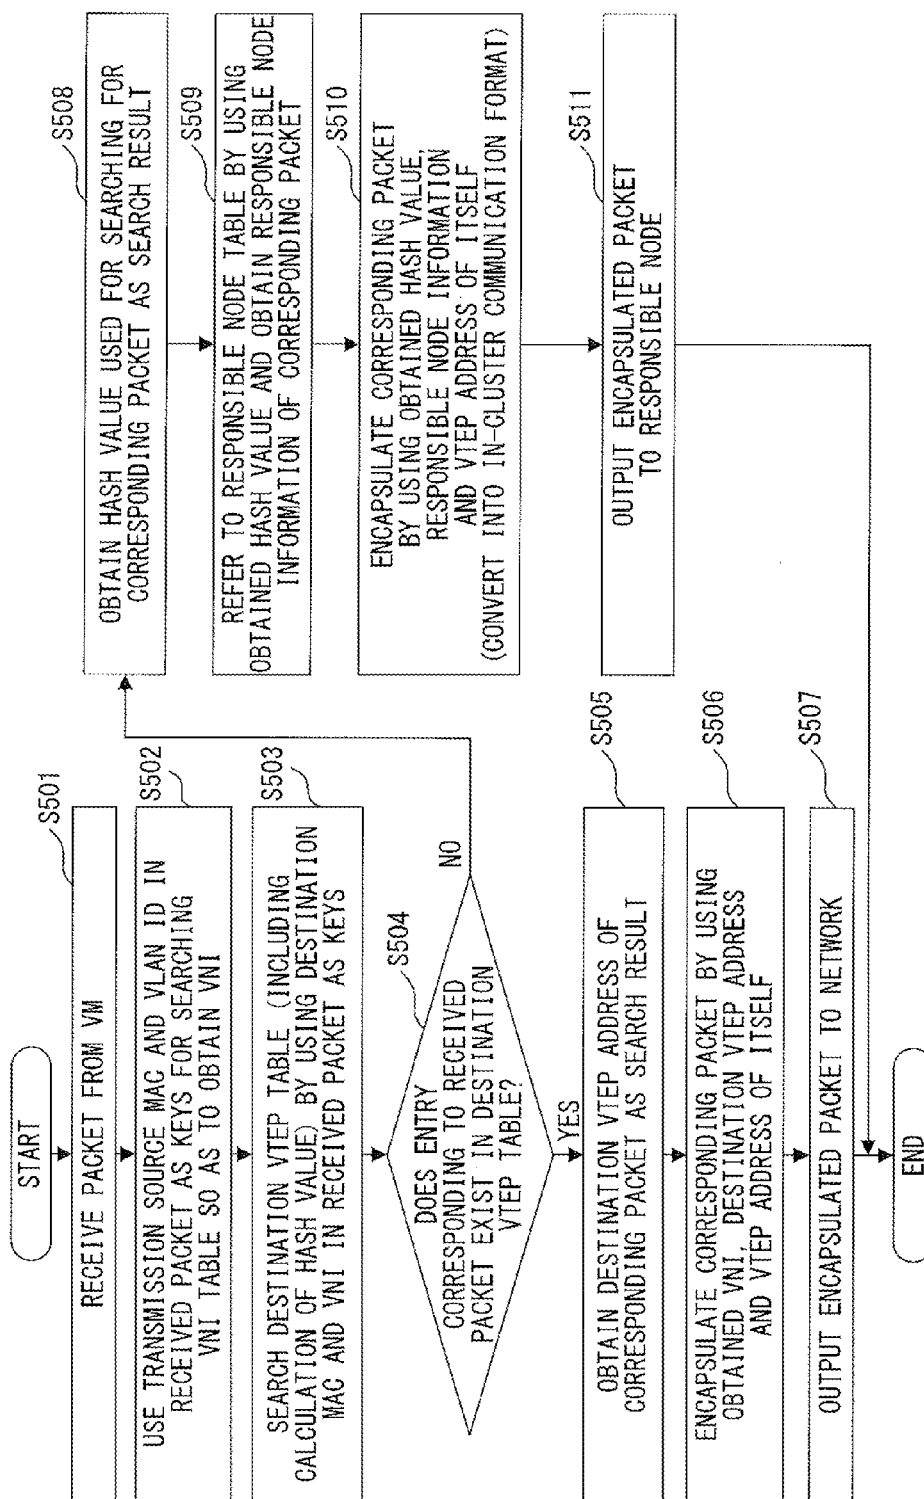 START
S501
RECEIVE PACKET FROM VM
S502
USE TRANSMISSION SOURCE MAC AND VLAN ID IN
RECEIVED PACKET AS KEYS FOR SEARCHING
VNI TABLE SO AS TO OBTAIN VNI
S503
SEARCH DESTINATION VTEP TABLE (INCLUDING
CALCULATION OF HASH VALUE) BY USING DESTINATION
MAC AND VNI IN RECEIVED PACKET AS KEYS
S504
DOES ENTRY
CORRESPONDING TO RECEIVED
PACKET EXIST IN DESTINATION
VTEP TABLE?
NO
YES
S505
OBTAIN DESTINATION VTEP ADDRESS OF
CORRESPONDING PACKET AS SEARCH RESULT
S506
ENCAPSULATE CORRESPONDING PACKET BY USING
OBTAINED VNI, DESTINATION VTEP ADDRESS
AND VTEP ADDRESS OF ITSELF
S507
OUTPUT ENCAPSULATED PACKET TO NETWORK
END
S508
OBTAIN HASH VALUE USED FOR SEARCHING FOR
CORRESPONDING PACKET AS SEARCH RESULT
S509
REFER TO RESPONSIBLE NODE TABLE BY USING
OBTAINED HASH VALUE AND OBTAIN RESPONSIBLE NODE
INFORMATION OF CORRESPONDING PACKET
S510
ENCAPSULATE CORRESPONDING PACKET
BY USING OBTAINED HASH VALUE,
RESPONSIBLE NODE INFORMATION
AND VTEP ADDRESS OF ITSELF
(CONVERT INTO IN-CLUSTER COMMUNICATION FORMAT)
S511
OUTPUT ENCAPSULATED PACKET
TO RESPONSIBLE NODE